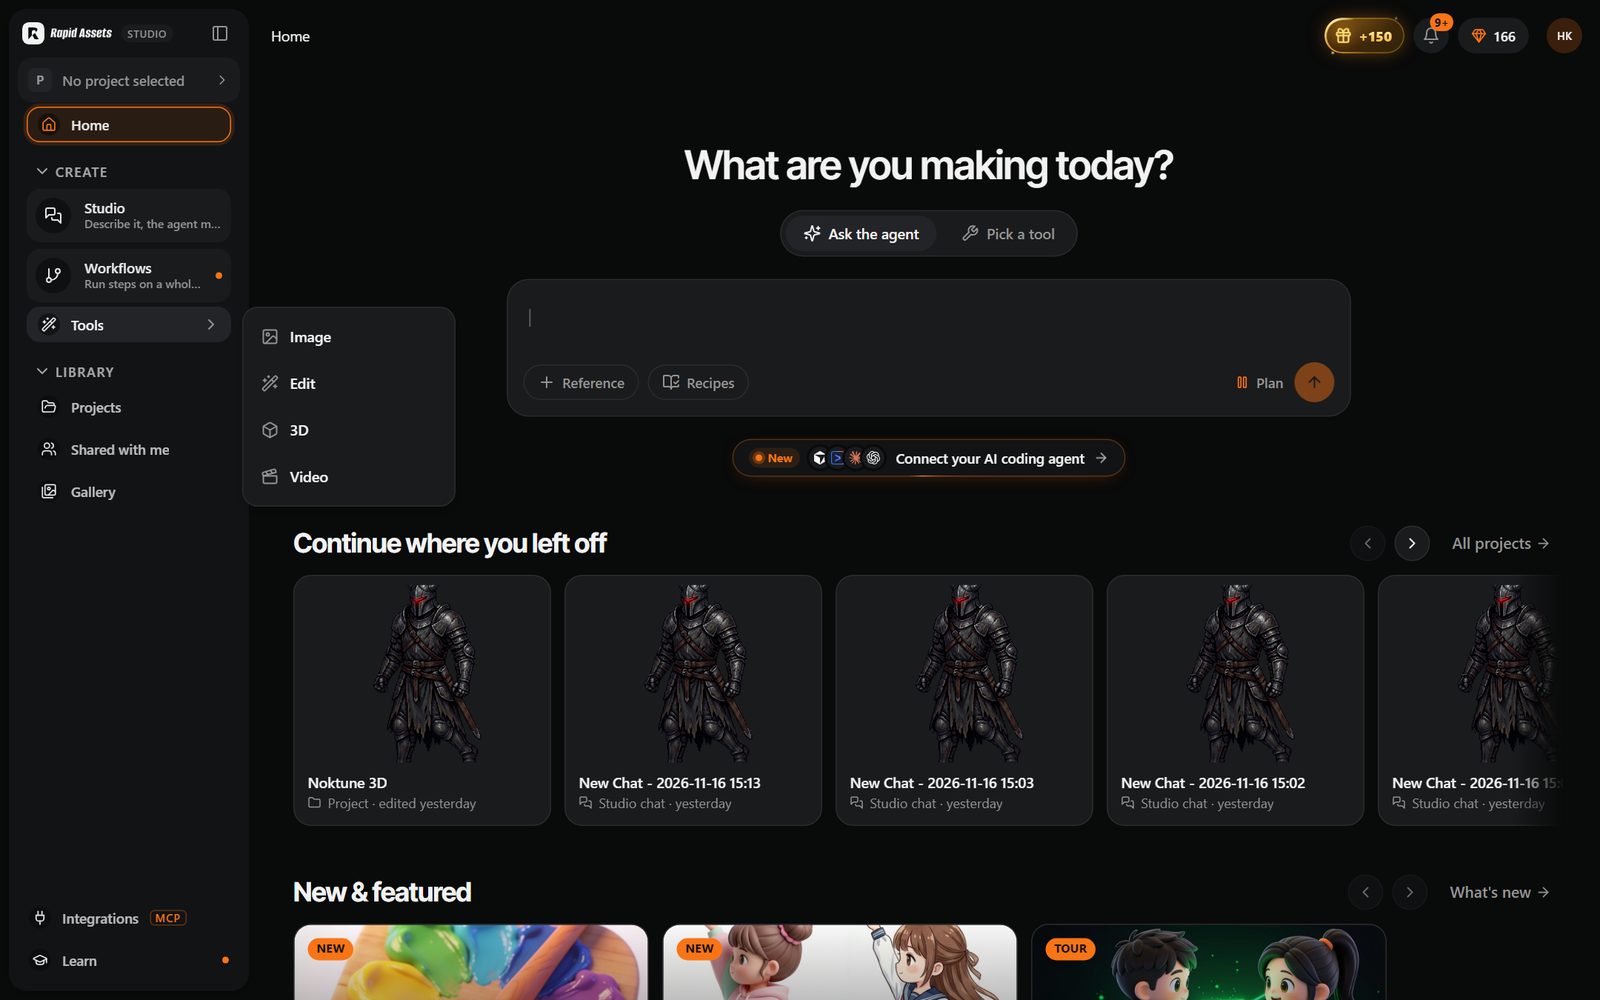 Rapid Assets STUDIO
Home
+150
9+
166
HK
P No project selected
Home
CREATE
Studio
Describe it, the agent m...
Workflows
Run steps on a whol...
Tools
Image
Edit
3D
Video
LIBRARY
Projects
Shared with me
Gallery
Integrations MCP
Learn
What are you making today?
Ask the agent
Pick a tool
Reference
Recipes
Plan
New Connect your AI coding agent
Continue where you left off
All projects
Noktune 3D
Project · edited yesterday
New Chat - 2026-11-16 15:13
Studio chat · yesterday
New Chat - 2026-11-16 15:03
Studio chat · yesterday
New Chat - 2026-11-16 15:02
Studio chat · yesterday
New Chat - 2026-11-16 15:
Studio chat · yesterday
New & featured
What's new
NEW
NEW
TOUR